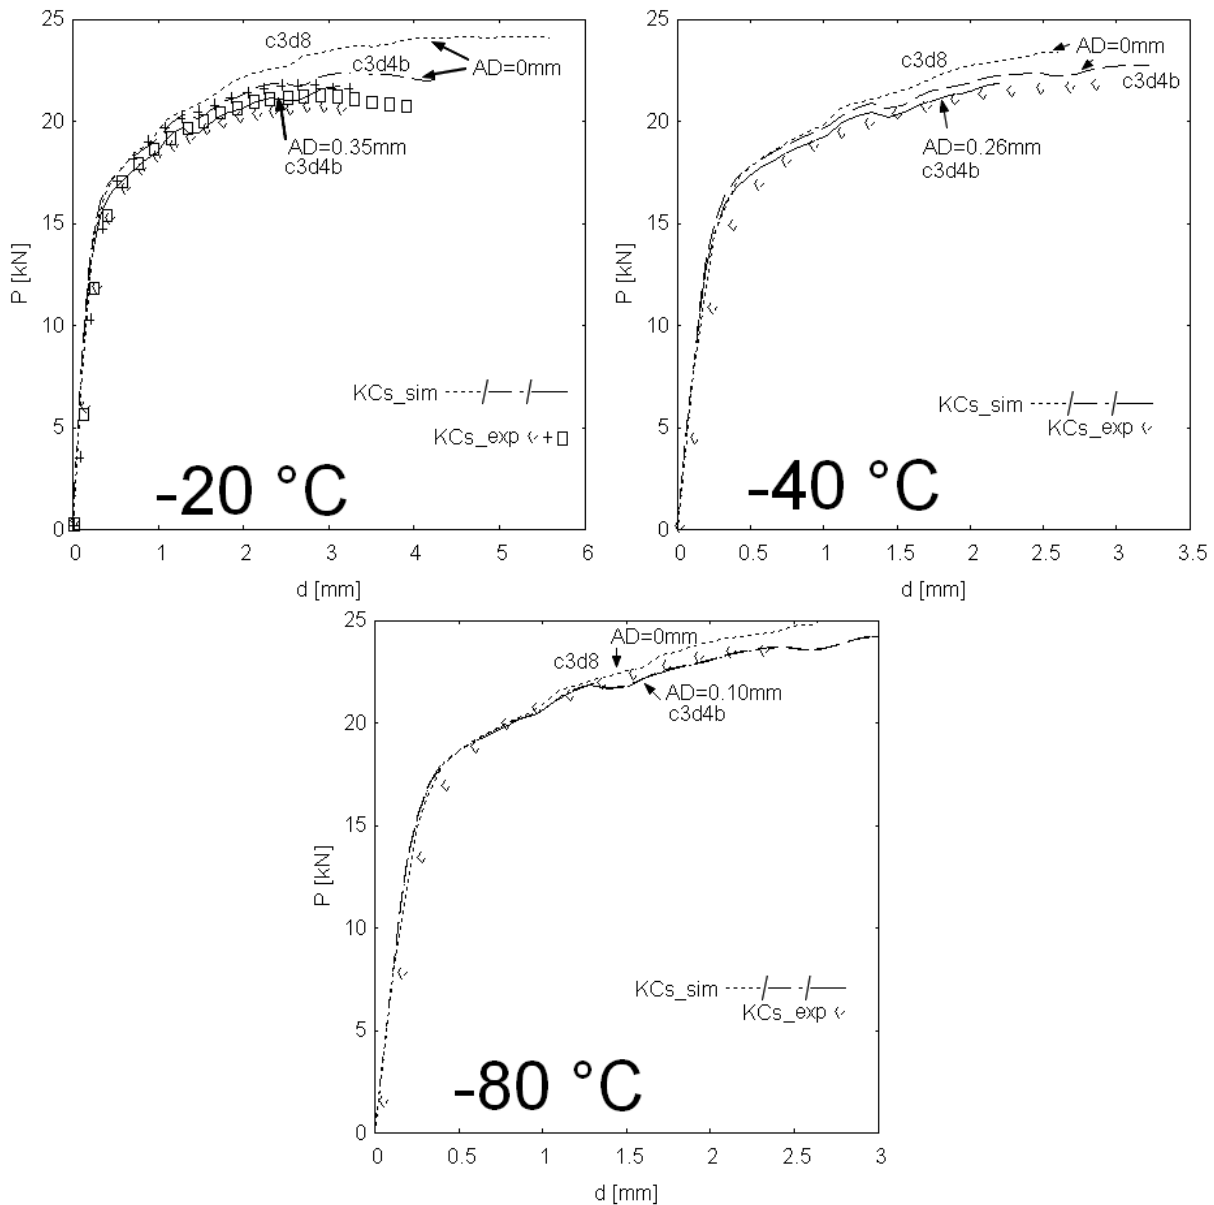 25
20
15
10
5
0
P [kN]
c3d8
c3d4b
AD=0mm
AD=0.35mm
c3d4b
KCs_sim
KCs_exp
-20 °C
0 1 2 3 4 5 6
d [mm]
25
20
15
10
5
0
P [kN]
AD=0mm
c3d8
c3d4b
AD=0.26mm
c3d4b
KCs_sim
KCs_exp
-40 °C
0 0.5 1 1.5 2 2.5 3 3.5
d [mm]
25
20
15
10
5
0
P [kN]
AD=0mm
c3d8
AD=0.10mm
c3d4b
KCs_sim
KCs_exp
-80 °C
0 0.5 1 1.5 2 2.5 3
d [mm]